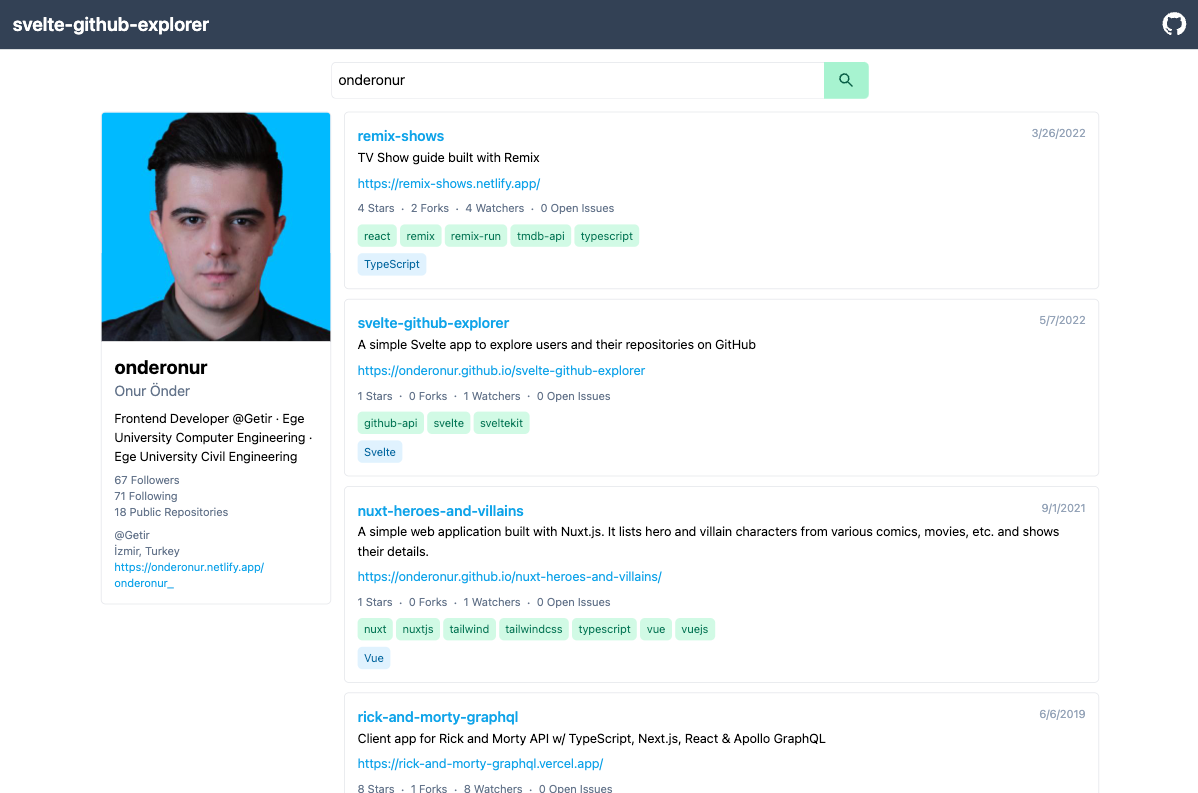 svelte-github-explorer
onderonur
onderonur
Onur Önder
Frontend Developer @Getir · Ege
University Computer Engineering ·
Ege University Civil Engineering
67 Followers
71 Following
18 Public Repositories
@Getir
İzmir, Turkey
https://onderonur.netlify.app/
onderonur_
remix-shows 3/26/2022
TV Show guide built with Remix
https://remix-shows.netlify.app/
4 Stars · 2 Forks · 4 Watchers · 0 Open Issues
react remix remix-run tmdb-api typescript
TypeScript
svelte-github-explorer 5/7/2022
A simple Svelte app to explore users and their repositories on GitHub
https://onderonur.github.io/svelte-github-explorer
1 Stars · 0 Forks · 1 Watchers · 0 Open Issues
github-api svelte sveltekit
Svelte
nuxt-heroes-and-villains 9/1/2021
A simple web application built with Nuxt.js. It lists hero and villain characters from various comics, movies, etc. and shows
their details.
https://onderonur.github.io/nuxt-heroes-and-villains/
1 Stars · 0 Forks · 1 Watchers · 0 Open Issues
nuxt nuxtjs tailwind tailwindcss typescript vue vuejs
Vue
rick-and-morty-graphql 6/6/2019
Client app for Rick and Morty API w/ TypeScript, Next.js, React & Apollo GraphQL
https://rick-and-morty-graphql.vercel.app/
8 Stars · 1 Forks · 8 Watchers · 0 Open Issues